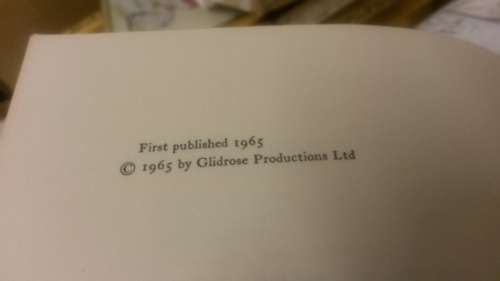 First published 1965
© 1965 by Glidrose Productions Ltd